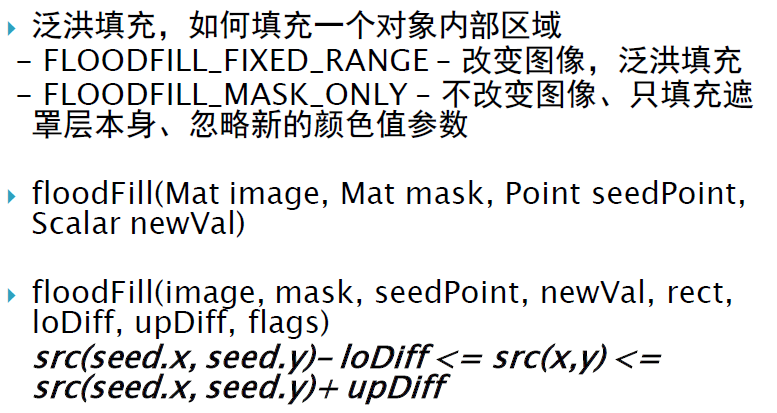 泛洪填充，如何填充一个对象内部区域
– FLOODFILL_FIXED_RANGE – 改变图像，泛洪填充
– FLOODFILL_MASK_ONLY – 不改变图像、只填充遮
罩层本身、忽略新的颜色值参数
floodFill(Mat image, Mat mask, Point seedPoint,
Scalar newVal)
floodFill(image, mask, seedPoint, newVal, rect,
loDiff, upDiff, flags)
src(seed.x, seed.y)– loDiff <= src(x,y) <=
src(seed.x, seed.y)+ upDiff